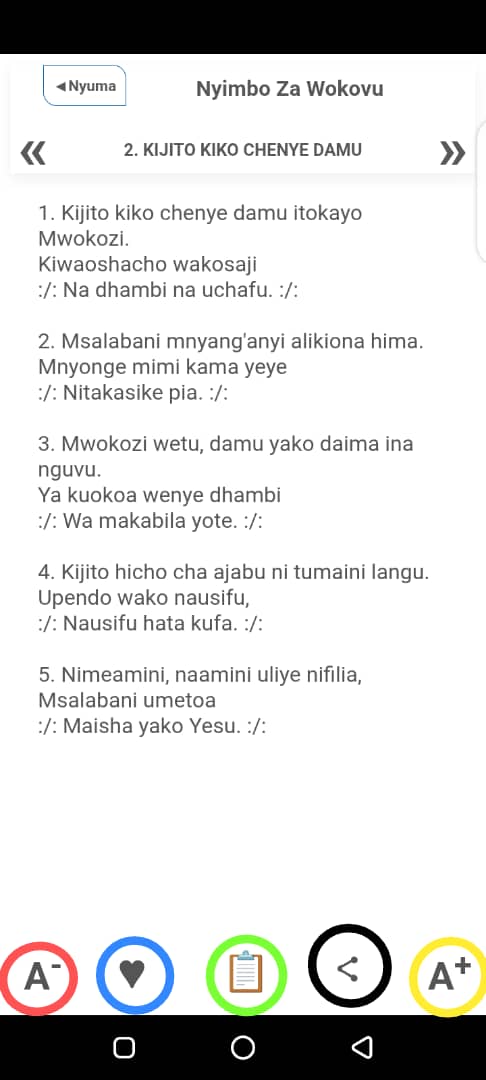 ◄Nyuma
Nyimbo Za Wokovu
2. KIJITO KIKO CHENYE DAMU
1. Kijito kiko chenye damu itokayo
Mwokozi.
Kiwaoshacho wakosaji
:/: Na dhambi na uchafu. :/:
2. Msalabani mnyang'anyi alikiona hima.
Mnyonge mimi kama yeye
:/: Nitakasike pia. :/:
3. Mwokozi wetu, damu yako daima ina
nguvu.
Ya kuokoa wenye dhambi
:/: Wa makabila yote. :/:
4. Kijito hicho cha ajabu ni tumaini langu.
Upendo wako nausifu,
:/: Nausifu hata kufa. :/:
5. Nimeamini, naamini uliye nifilia,
Msalabani umetoa
:/: Maisha yako Yesu. :/:
A- A+